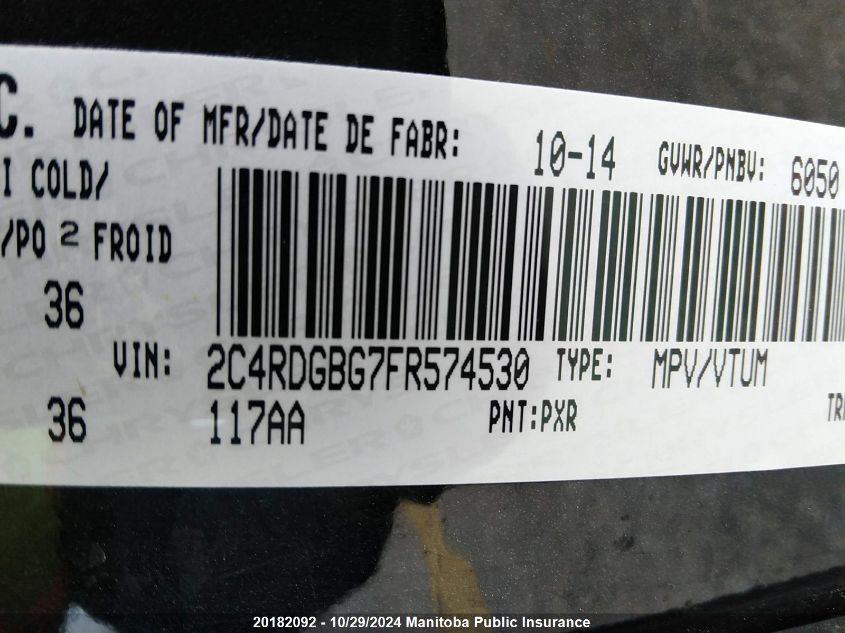 C. DATE OF MFR/DATE DE FABR: 10-14 GVWR/PNBV: 6050
I COLD/
/PO 2 FROID
36
VIN: 2C4RDGBG7FR574530 TYPE: MPV/VTUM
36 117AA PNT:PXR
20182092 - 10/29/2024 Manitoba Public Insurance